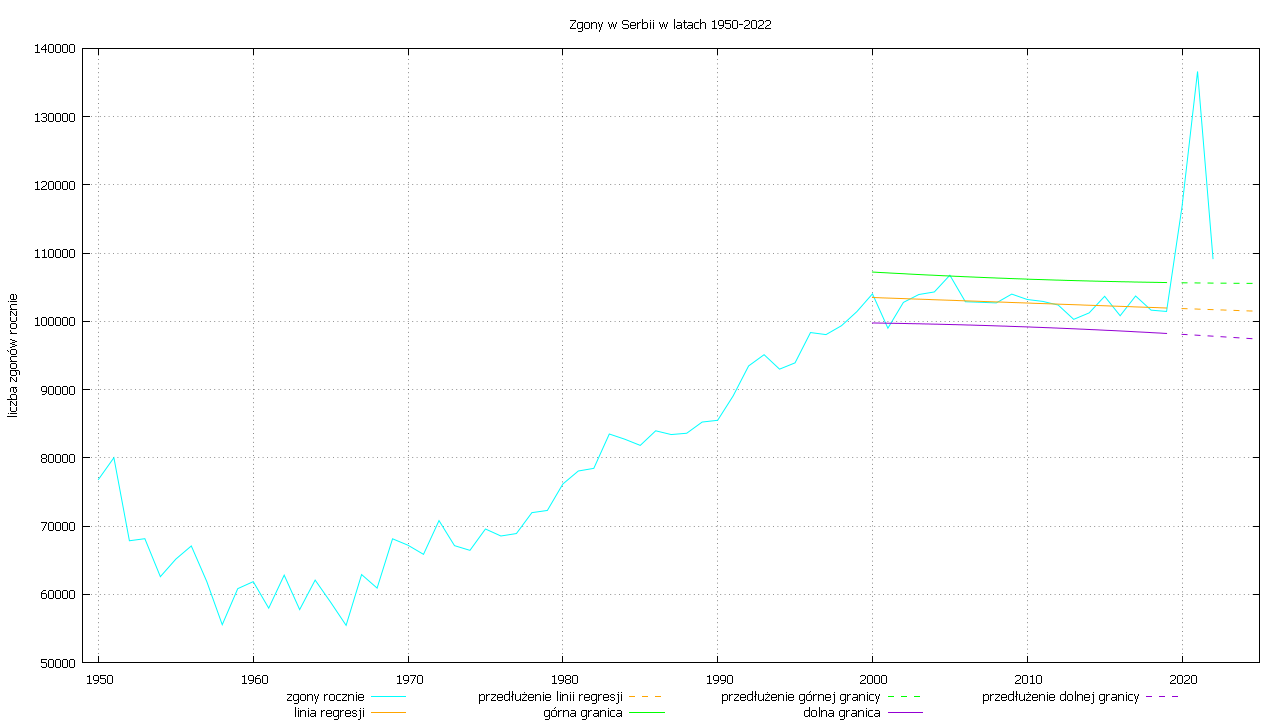 Zgony w Serbii w latach 1950-2022
140000
130000
120000
110000
100000
90000
80000
70000
60000
50000
liczba zgonów rocznie
1950 1960 1970 1980 1990 2000 2010 2020
zgony rocznie przedłużenie linii regresji przedłużenie górnej granicy przedłużenie dolnej granicy
linia regresji górna granica dolna granica